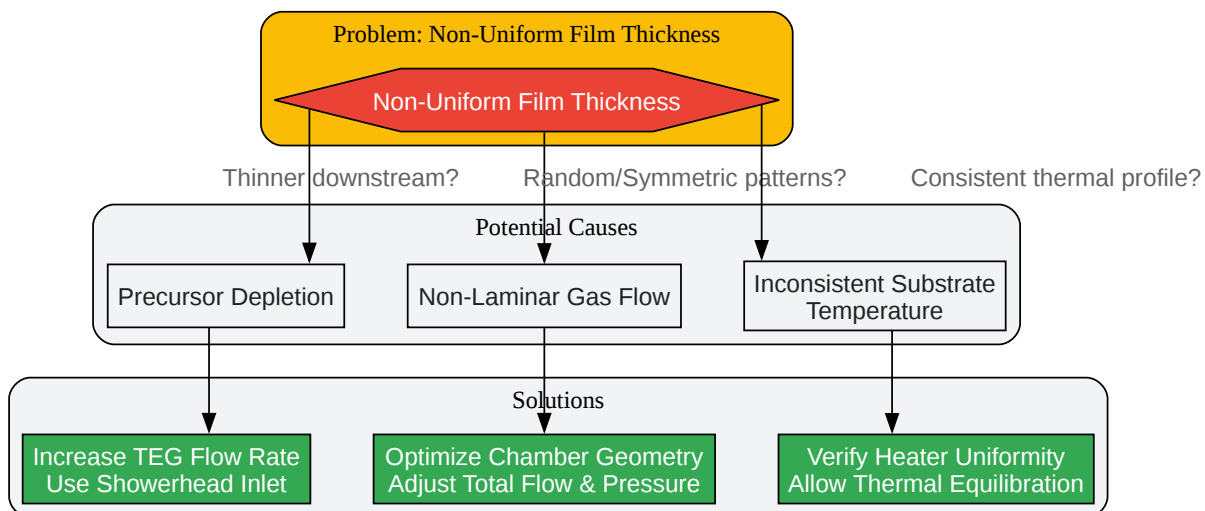 Problem: Non-Uniform Film Thickness
Non-Uniform Film Thickness
Thinner downstream?
Random/Symmetric patterns?
Consistent thermal profile?
Potential Causes
Precursor Depletion
Non-Laminar Gas Flow
Inconsistent Substrate
Temperature
Solutions
Increase TEG Flow Rate
Use Showerhead Inlet
Optimize Chamber Geometry
Adjust Total Flow & Pressure
Verify Heater Uniformity
Allow Thermal Equilibration